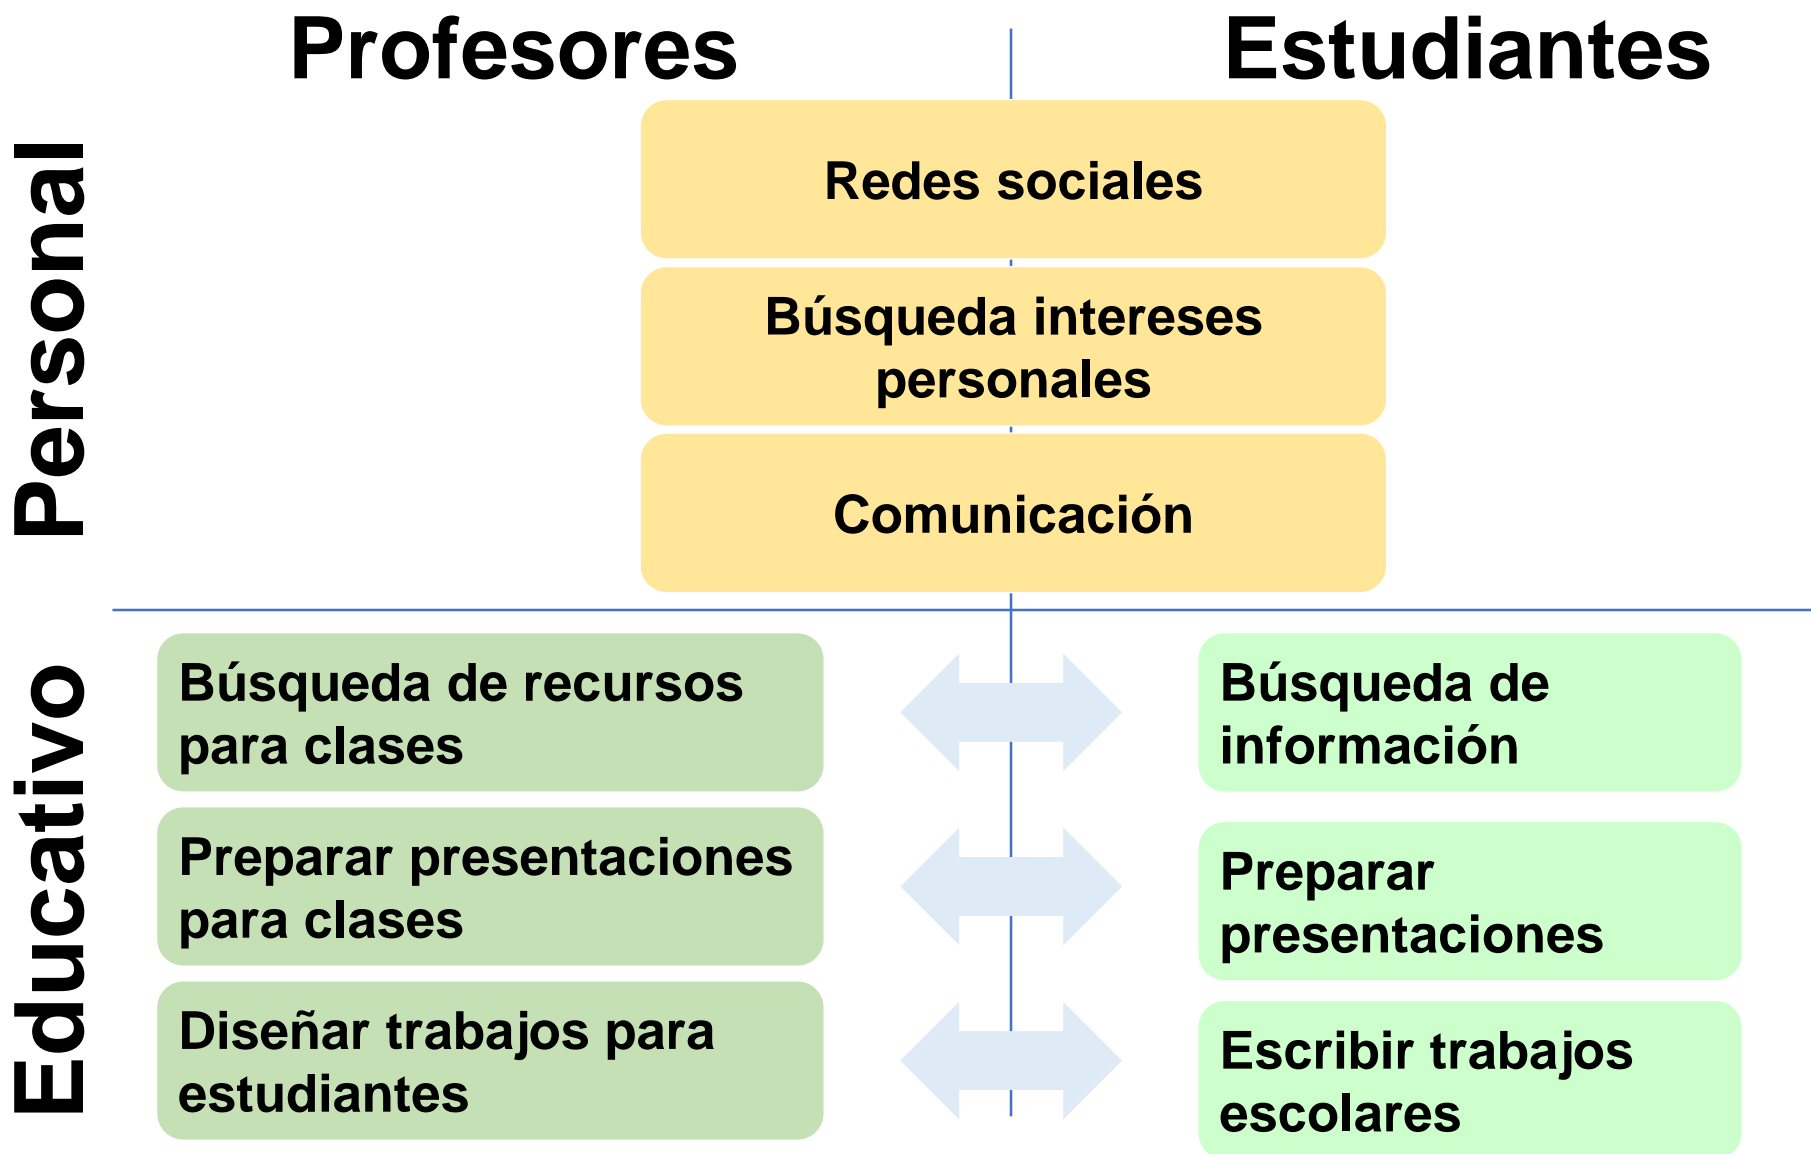 Profesores
Estudiantes
Personal
Redes sociales
Búsqueda intereses
personales
Comunicación
Educativo
Búsqueda de recursos
para clases
Búsqueda de
información
Preparar presentaciones
para clases
Preparar
presentaciones
Diseñar trabajos para
estudiantes
Escribir trabajos
escolares